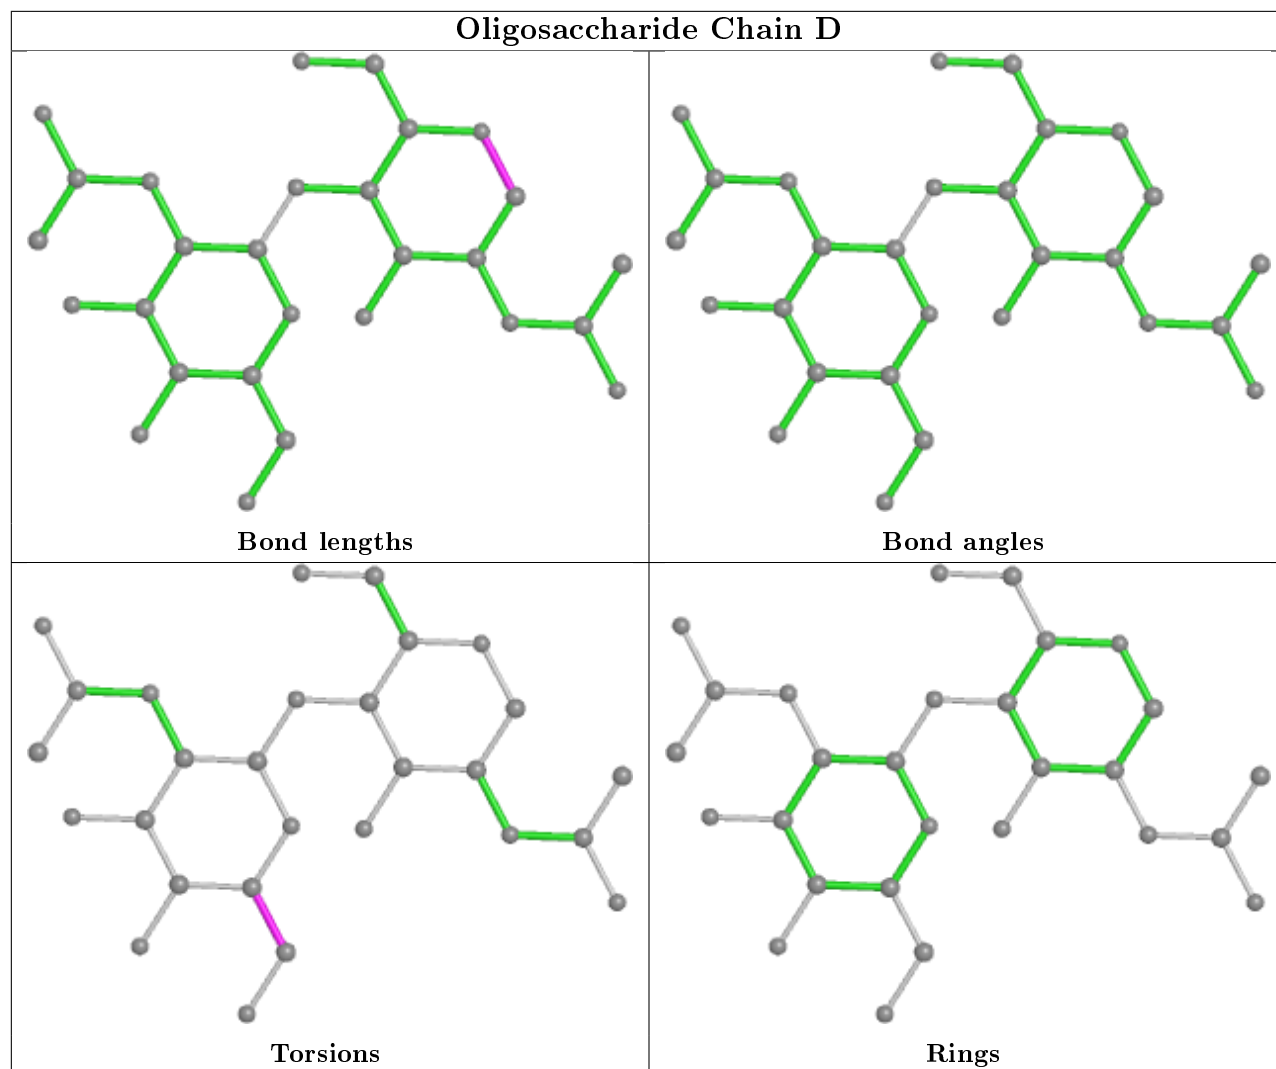 Oligosaccharide Chain D
Bond lengths
Bond angles
Torsions
Rings